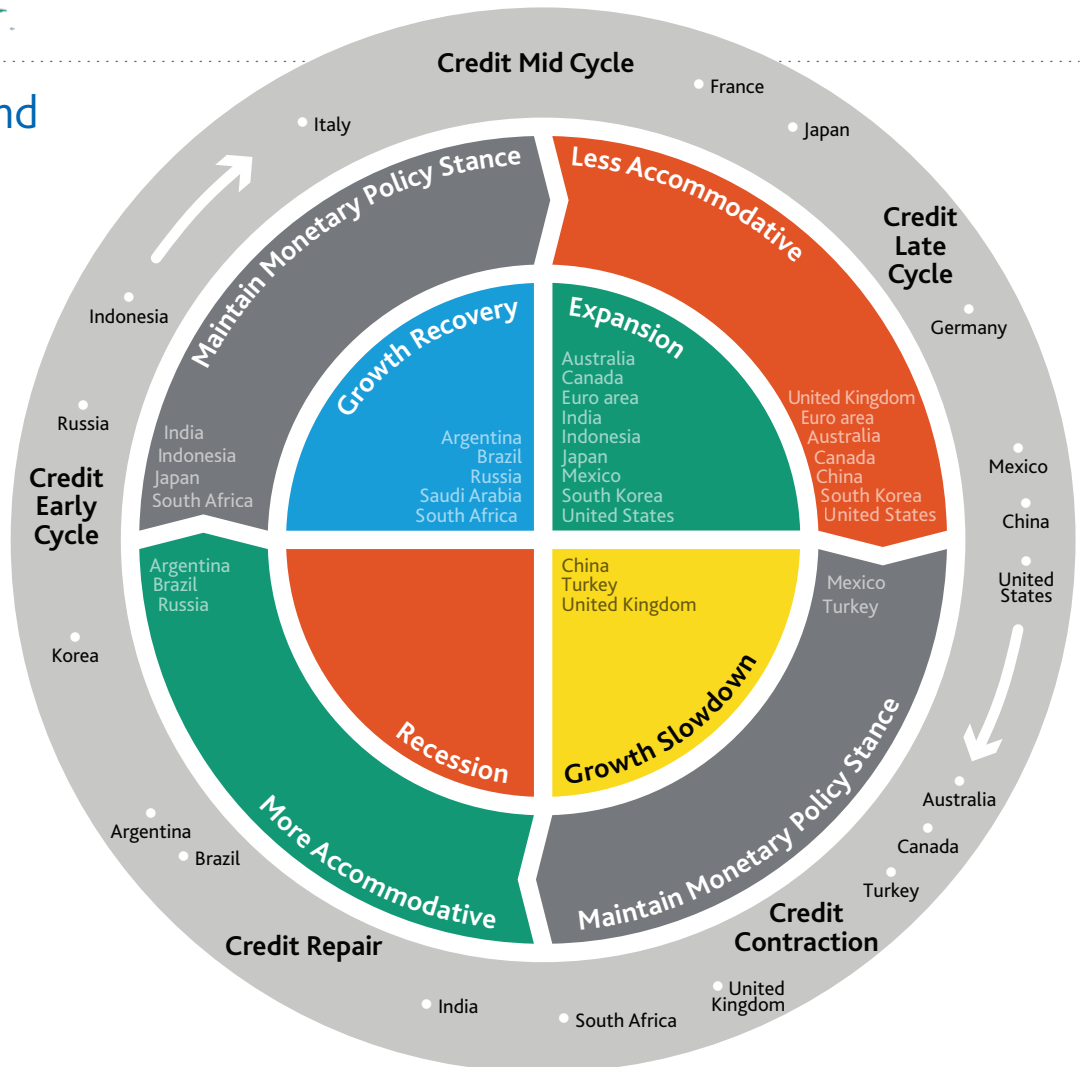 nd
Credit Mid Cycle
France
Japan
Italy
Credit
Late
Cycle
Germany
Mexico
China
United
States
Australia
Canada
Turkey
Credit
Contraction
United
Kingdom
South Africa
India
Credit Repair
Brazil
Argentina
Korea
Credit
Early
Cycle
Russia
Indonesia
Maintain Monetary Policy Stance
India
Indonesia
Japan
South Africa
Less Accommodative
United Kingdom
Euro area
Australia
Canada
China
South Korea
United States
Maintain Monetary Policy Stance
Mexico
Turkey
More Accommodative
Argentina
Brazil
Russia
Growth Recovery
Argentina
Brazil
Russia
Saudi Arabia
South Africa
Expansion
Australia
Canada
Euro area
India
Indonesia
Japan
Mexico
South Korea
United States
China
Turkey
United Kingdom
Growth Slowdown
Recession